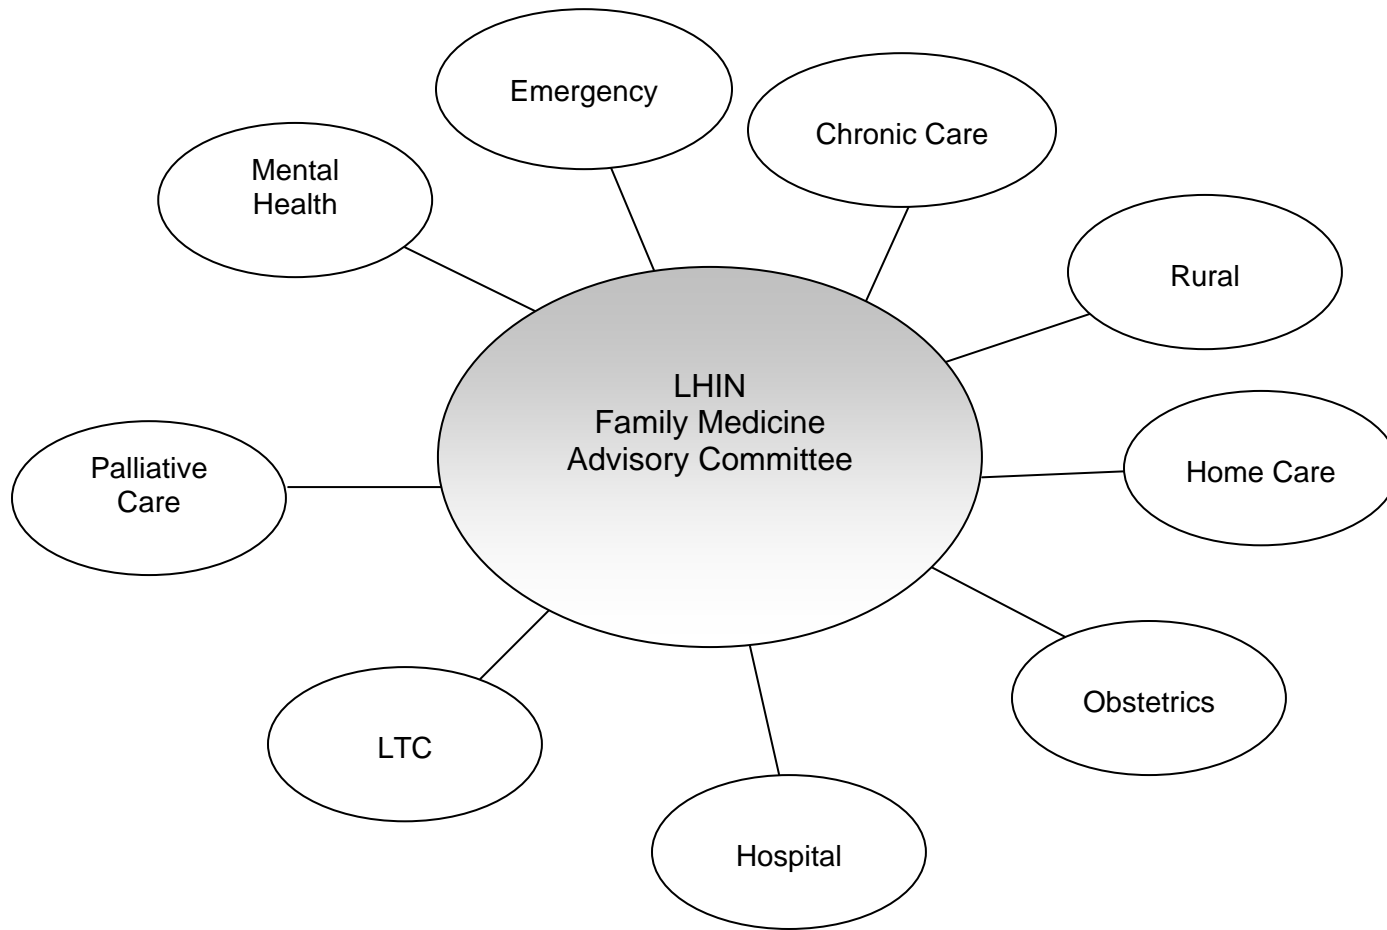 Emergency
Chronic Care
Mental
Health
Rural
LHIN
Family Medicine
Advisory Committee
Palliative
Care
Home Care
Obstetrics
LTC
Hospital